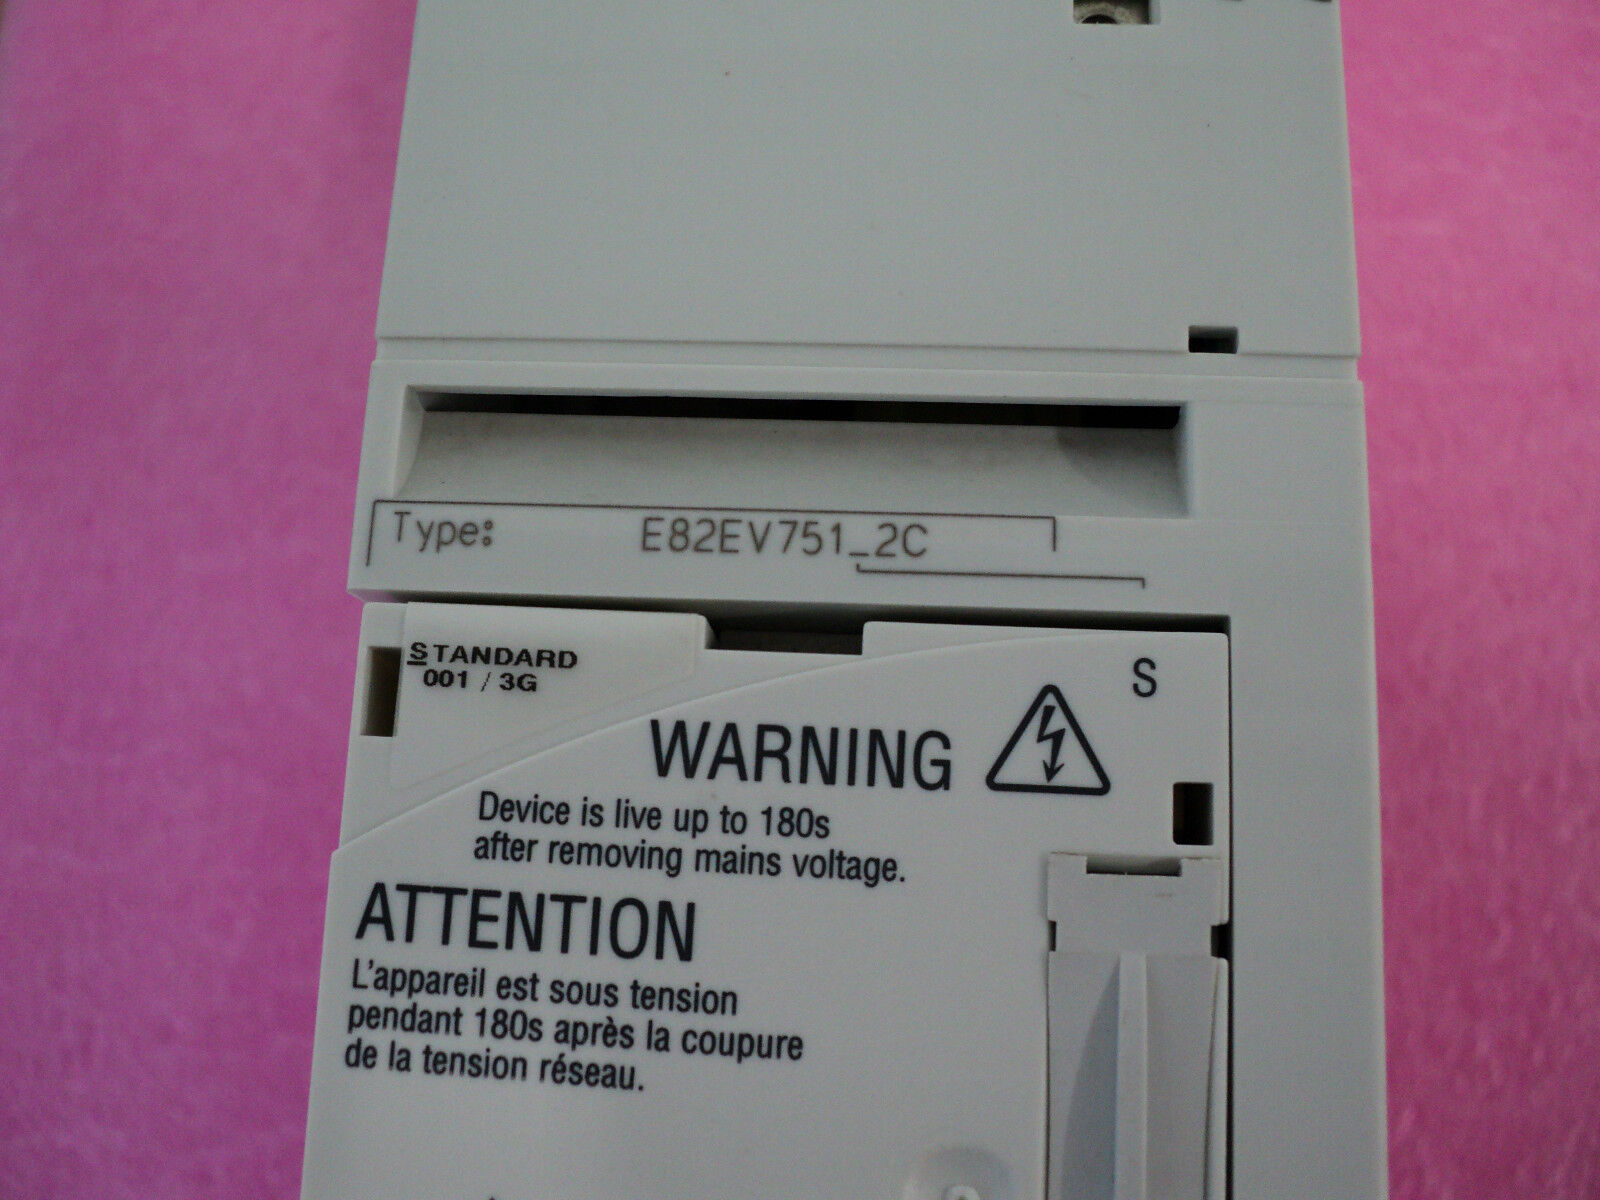 Type: E82EV751_2C
STANDARD
001 / 3G
S
WARNING
Device is live up to 180s
after removing mains voltage.
ATTENTION
L'appareil est sous tension
pendant 180s après la coupure
de la tension réseau.